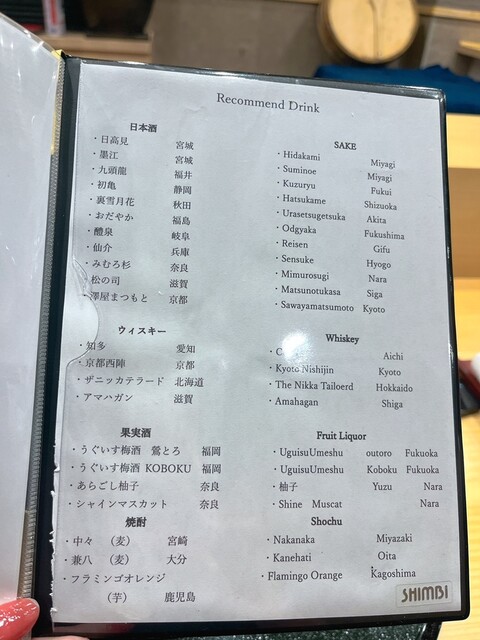 Recommend Drink
日本酒
・日高見 宮城
・墨江 宮城
・九頭龍 福井
・初亀 静岡
・裏雪月花 秋田
・おだやか 福島
・醴泉 岐阜
・仙介 兵庫
・みむろ杉 奈良
・松の司 滋賀
・澤屋まつもと 京都
ウィスキー
・知多 愛知
・京都西陣 京都
・ザニッカテラード 北海道
・アマハガン 滋賀
果実酒
・うぐいす梅酒 鶯とろ 福岡
・うぐいす梅酒 KOBOKU 福岡
・あらごし柚子 奈良
・シャインマスカット 奈良
焼酎
・中々 （麦） 宮崎
・兼八 （麦） 大分
・フラミンゴオレンジ
（芋） 鹿児島
SAKE
・Hidakami Miyagi
・Suminoe Miyagi
・Kuzuryu Fukui
・Hatsukame Shizuoka
・Urasetsugetsuka Akita
・Odgyaka Fukushima
・Reisen Gifu
・Sensuke Hyogo
・Mimurosugi Nara
・Matsunotukasa Siga
・Sawayamatsumoto Kyoto
Whiskey
・C Aichi
・Kyoto Nishijin Kyoto
・The Nikka Tailoerd Hokkaido
・Amahagan Shiga
Fruit Liquor
・UguisuUmeshu outoro Fukuoka
・UguisuUmeshu Koboku Fukuoka
・柚子 Yuzu Nara
・Shine Muscat Nara
Shochu
・Nakanaka Miyazaki
・Kanehati Oita
・Flamingo Orange Kagoshima
SHIMBI